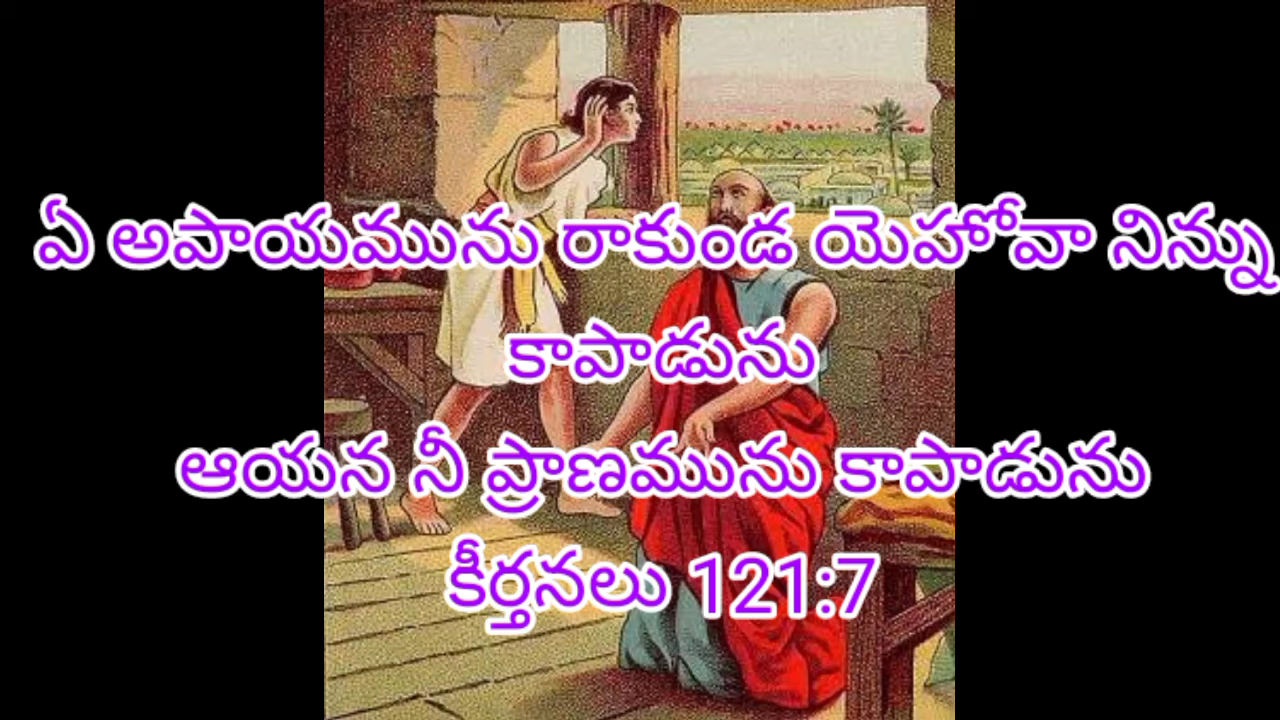 ఏ అపాయమును రాకుండ యెహోవా నిన్ను
కాపాడును
ఆయన నీ ప్రాణమును కాపాడును
కీర్తనలు 121:7